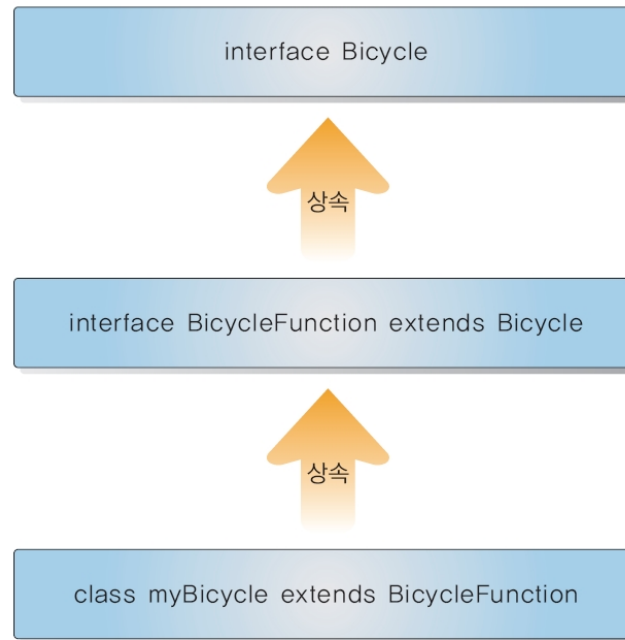 interface Bicycle
상속
interface BicycleFunction extends Bicycle
상속
class myBicycle extends BicycleFunction